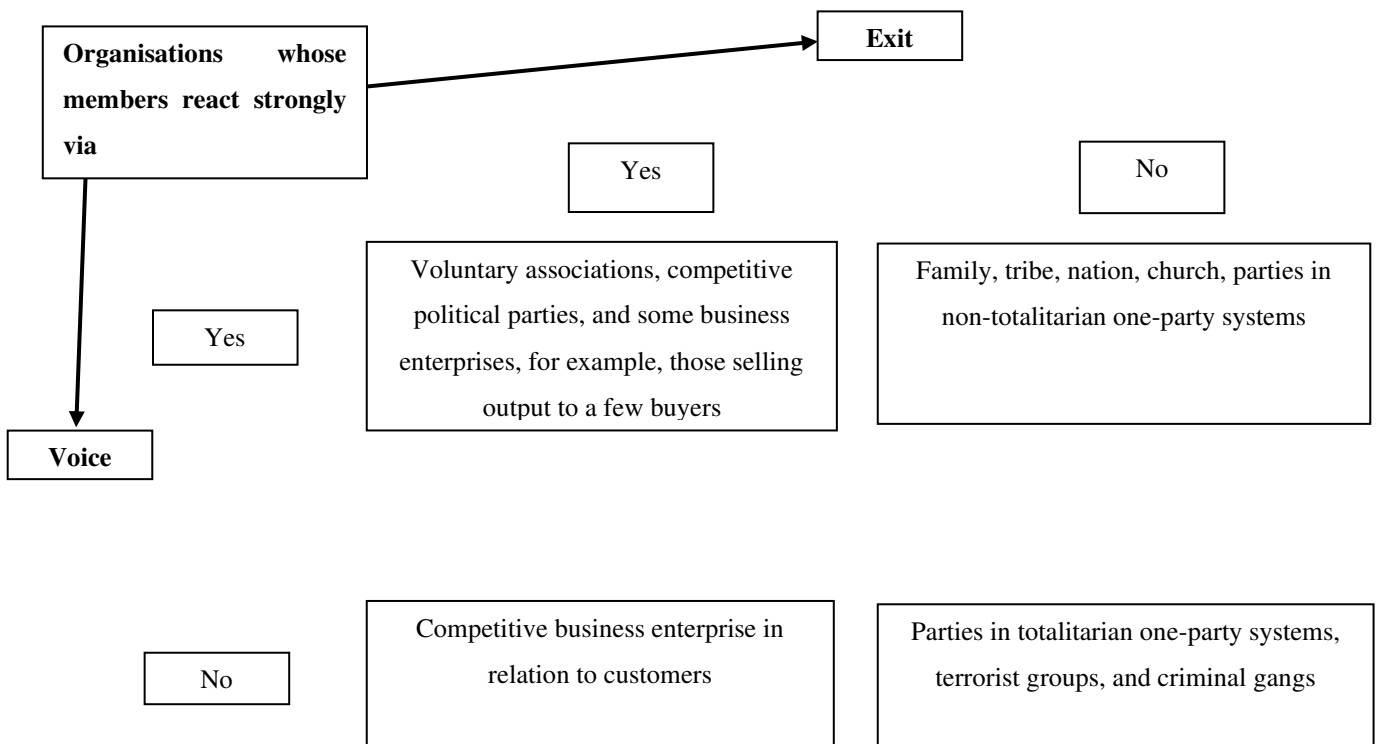 Exit
Organisations whose
members react strongly
via
Yes
No
Voluntary associations, competitive
political parties, and some business
enterprises, for example, those selling
output to a few buyers
Family, tribe, nation, church, parties in
non-totalitarian one-party systems
Yes
Voice
Competitive business enterprise in
relation to customers
Parties in totalitarian one-party systems,
terrorist groups, and criminal gangs
No